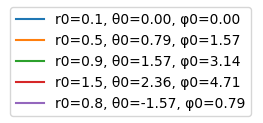 r0=0.1, θ0=0.00, φ0=0.00
r0=0.5, θ0=0.79, φ0=1.57
r0=0.9, θ0=1.57, φ0=3.14
r0=1.5, θ0=2.36, φ0=4.71
r0=0.8, θ0=-1.57, φ0=0.79